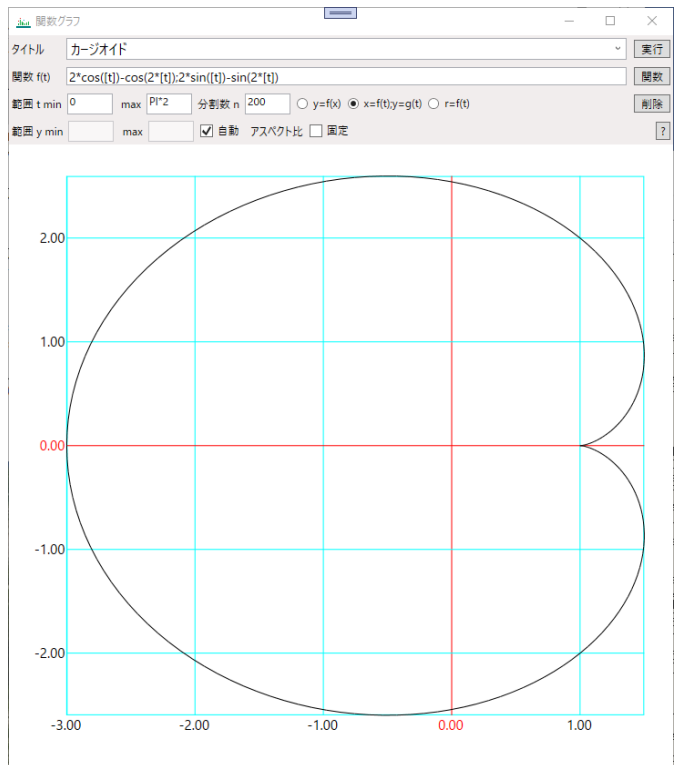 関数グラフ
タイトル カージオイド 実行
関数 f(t) 2*cos([t])-cos(2*[t]);2*sin([t])-sin(2*[t]) 関数
範囲 t min 0 max PI*2 分割数 n 200 y=f(x) x=f(t);y=g(t) r=f(t) 削除
範囲 y min max 自動 アスペクト比 固定 ?
2.00
1.00
0.00
-1.00
-2.00
-3.00 -2.00 -1.00 0.00 1.00